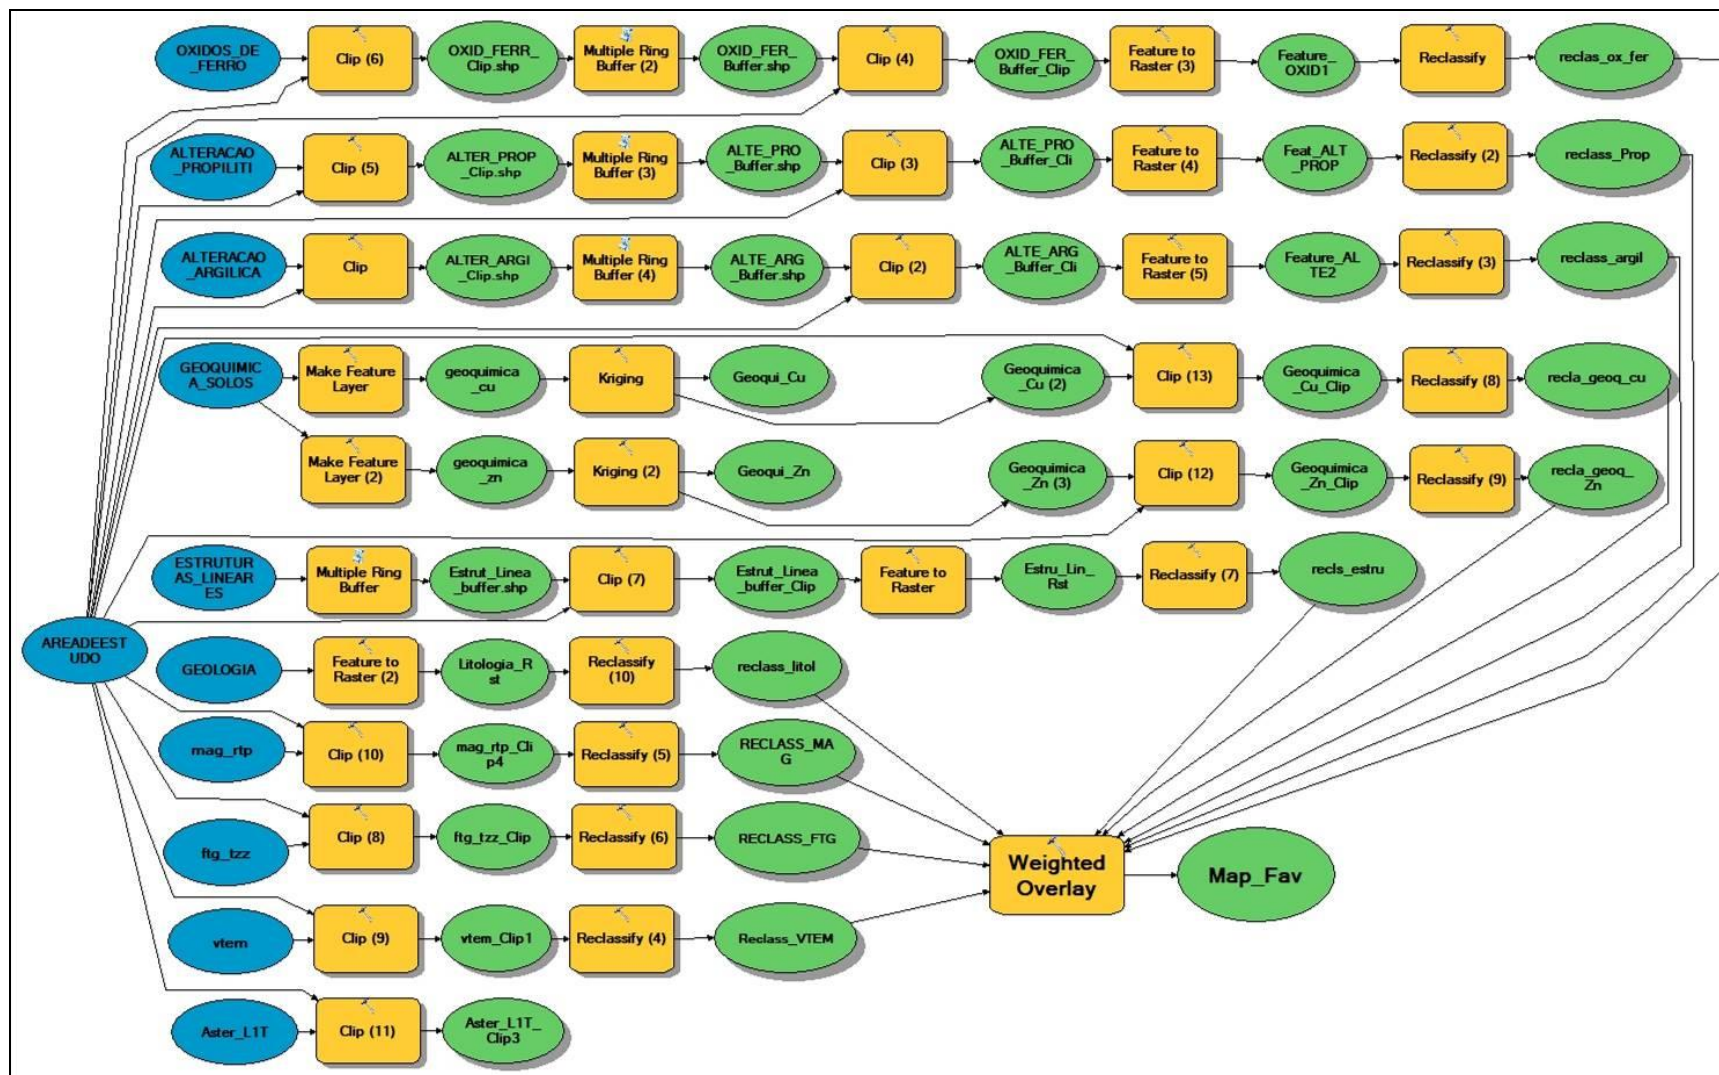 OXIDOS_DE
_FERRO
Clip (6)
OXID_FERR_
Clip.shp
Multiple Ring
Buffer (2)
OXID_FER_
Buffer.shp
Clip (4)
OXID_FER_
Buffer_Clip
Feature to
Raster (3)
Feature_
OXID1
Reclassify
reclas_ox_fer
ALTERACAO
_PROPILITI
Clip (5)
ALTER_PROP
_Clip.shp
Multiple Ring
Buffer (3)
ALTE_PRO
_Buffer.shp
Clip (3)
ALTE_PRO
_Buffer_Cli
Feature to
Raster (4)
Feat_ALT
_PROP
Reclassify (2)
reclass_Prop
ALTERACAO
_ARGILICA
Clip
ALTER_ARGI
_Clip.shp
Multiple Ring
Buffer (4)
ALTE_ARG
_Buffer.shp
Clip (2)
ALTE_ARG
_Buffer_Cli
Feature to
Raster (5)
Feature_AL
TE2
Reclassify (3)
reclass_argil
GEOQUIMIC
A_SOLOS
Make Feature
Layer
geoquimica
_cu
Kriging
Geoqui_Cu
Geoquimica
_Cu (2)
Clip (13)
Geoquimica
_Cu_Clip
Reclassify (8)
recla_geoq_cu
Make Feature
Layer (2)
geoquimica
_zn
Kriging (2)
Geoqui_Zn
Geoquimica
_Zn (3)
Clip (12)
Geoquimica
_Zn_Clip
Reclassify (9)
recla_geoq_
Zn
ESTRUTUR
AS_LINEAR
ES
Multiple Ring
Buffer
Estrut_Linea
_buffer.shp
Clip (7)
Estrut_Linea
_buffer_Clip
Feature to
Raster
Estru_Lin_
Rst
Reclassify (7)
recls_estru
AREADEEST
UDO
GEOLOGIA
Feature to
Raster (2)
Litologia_R
st
Reclassify
(10)
reclass_litol
mag_rtp
Clip (10)
mag_rtp_Cli
p4
Reclassify (5)
RECLASS_MA
G
ftg_tzz
Clip (8)
ftg_tzz_Clip
Reclassify (6)
RECLASS_FTG
Weighted
Overlay
Map_Fav
vtem
Clip (9)
vtem_Clip1
Reclassify (4)
Reclass_VTEM
Aster_L1T
Clip (11)
Aster_L1T_
Clip3